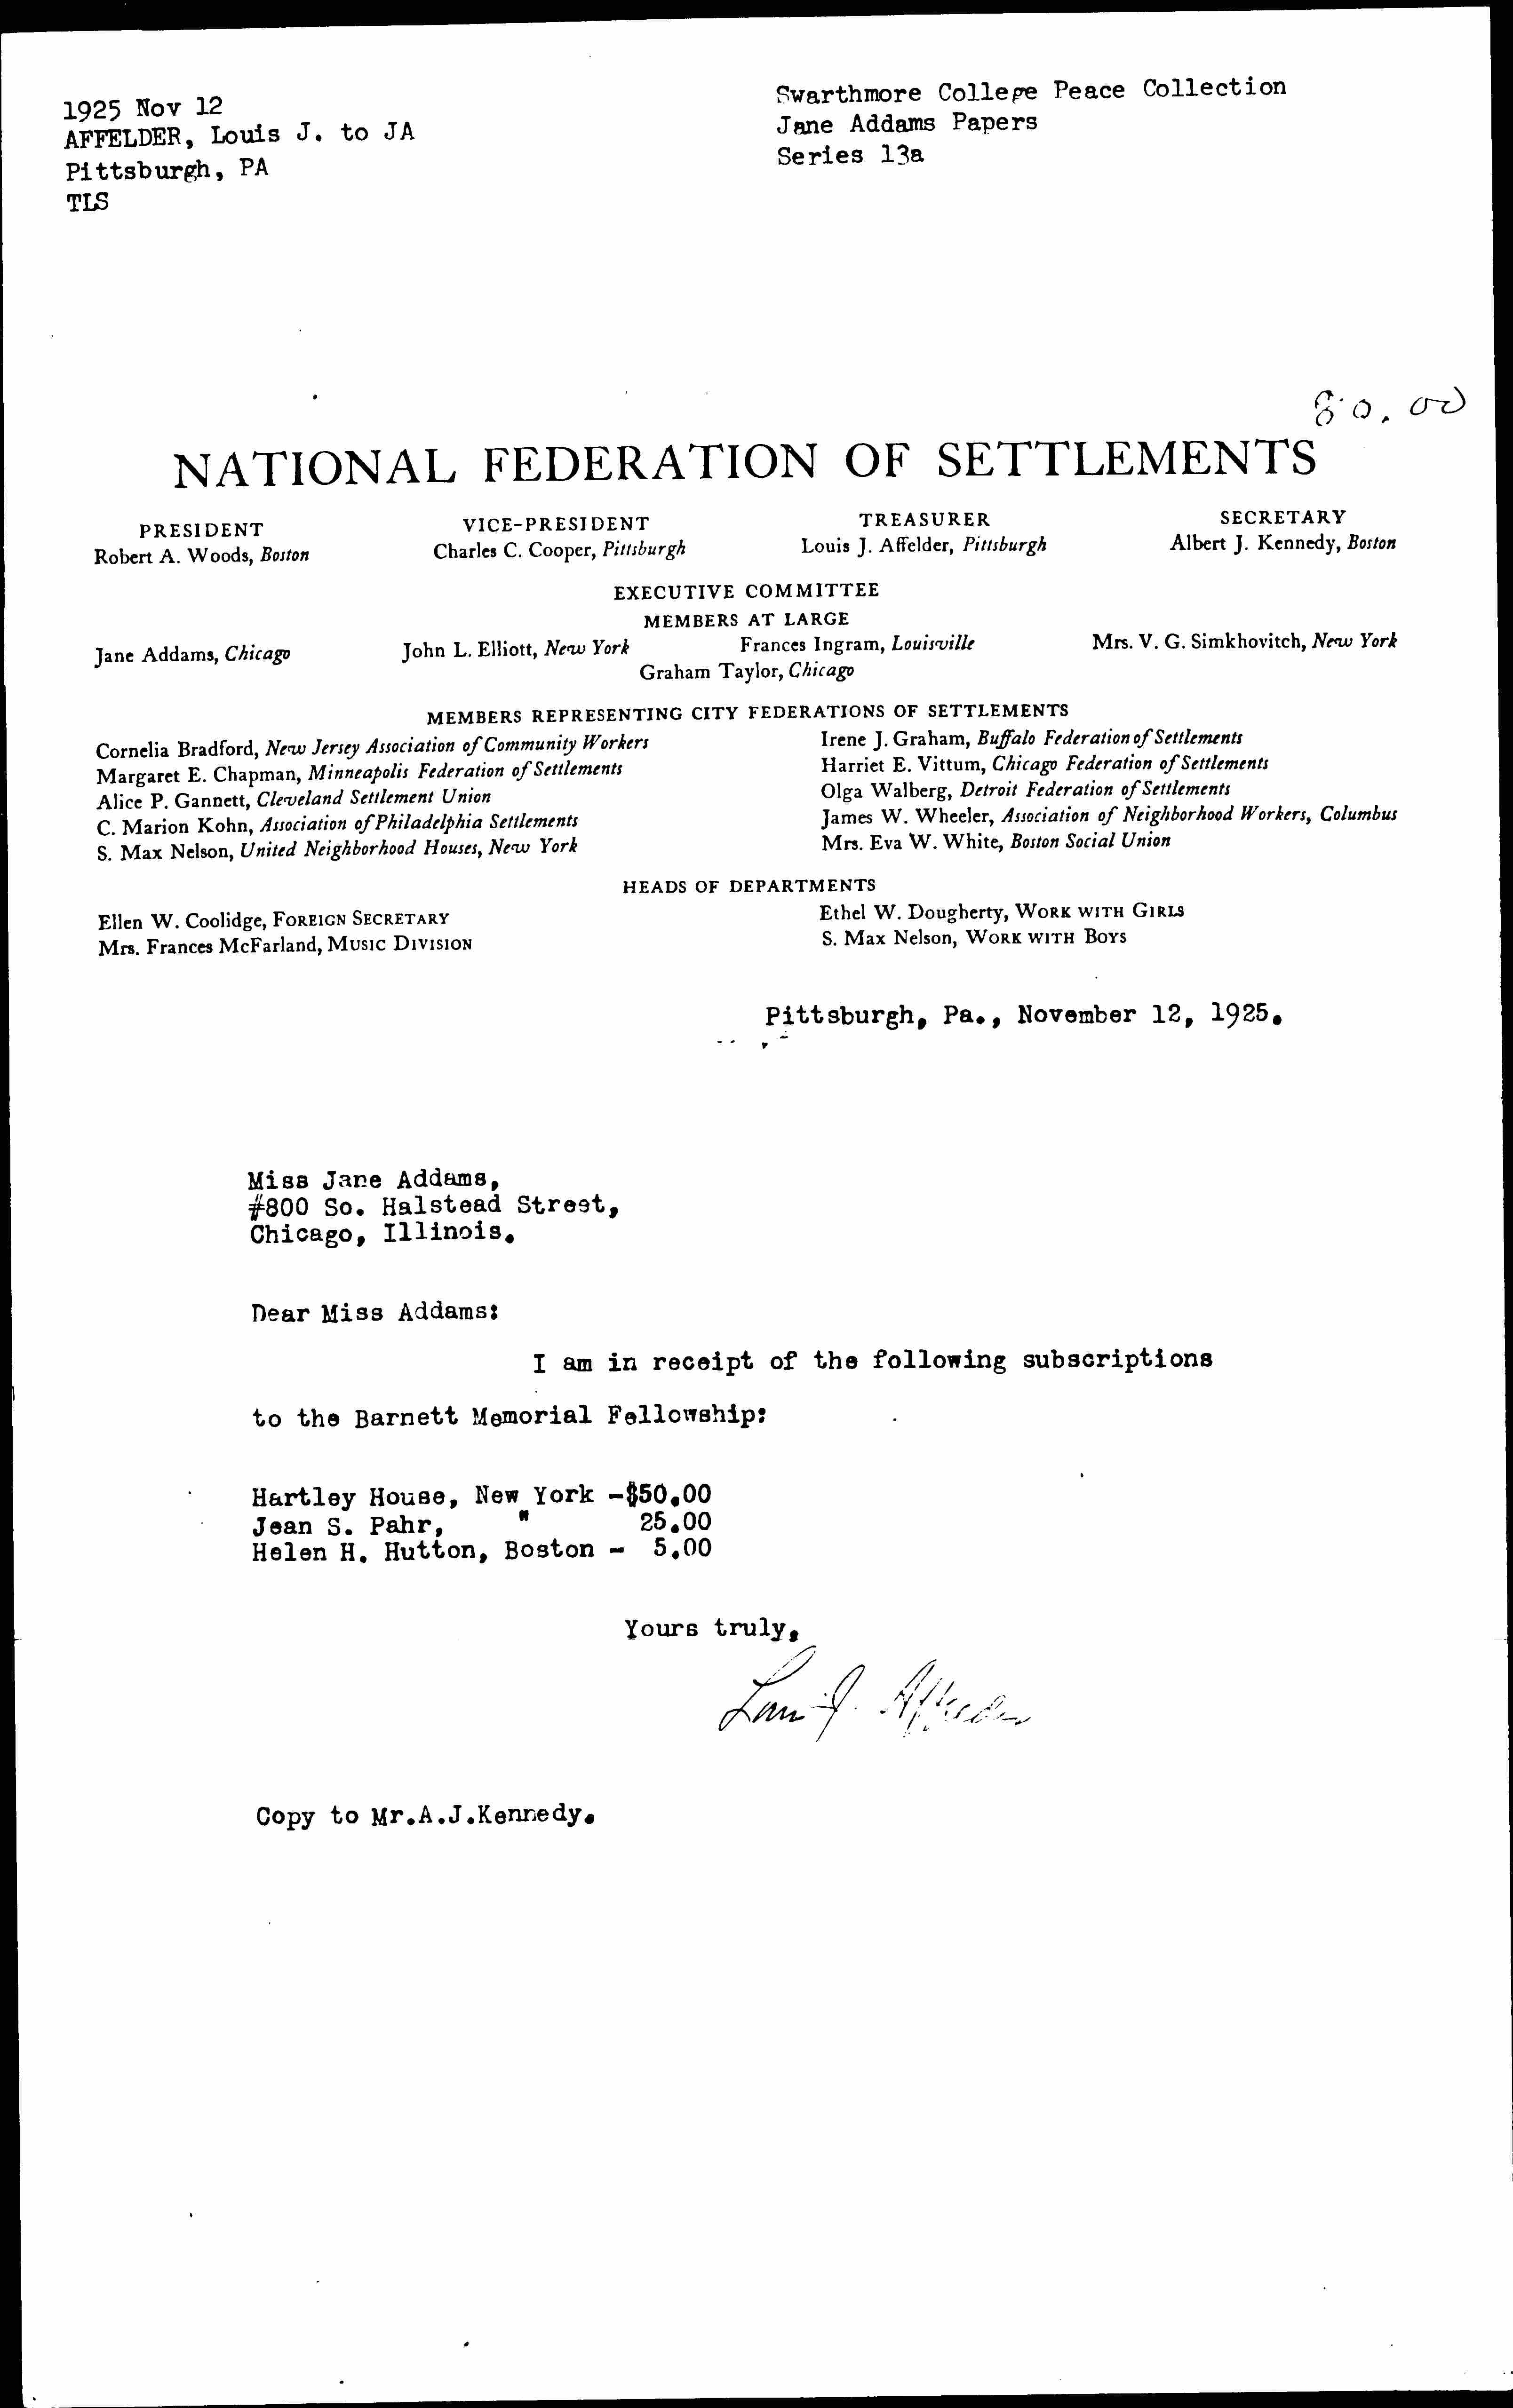 1925 Nov 12
AFFELDER, Louis J. to JA
Pittsburgh, PA
TLS
Swarthmore College Peace Collection
Jane Addams Papers
Series 13a
80.00
NATIONAL FEDERATION OF SETTLEMENTS
PRESIDENT
Robert A. Woods, Boston
VICE-PRESIDENT
Charles C. Cooper, Pittsburgh
TREASURER
Louis J. Affelder, Pittsburgh
SECRETARY
Albert J. Kennedy, Boston
EXECUTIVE COMMITTEE
MEMBERS AT LARGE
Jane Addams, Chicago John L. Elliott, New York Frances Ingram, Louisville Mrs. V. G. Simkhovitch, New York
Graham Taylor, Chicago
MEMBERS REPRESENTING CITY FEDERATIONS OF SETTLEMENTS
Cornelia Bradford, New Jersey Association of Community Workers
Margaret E. Chapman, Minneapolis Federation of Settlements
Alice P. Gannett, Cleveland Settlement Union
C. Marion Kohn, Association of Philadelphia Settlements
S. Max Nelson, United Neighborhood Houses, New York
Irene J. Graham, Buffalo Federation of Settlements
Harriet E. Vittum, Chicago Federation of Settlements
Olga Walberg, Detroit Federation of Settlements
James W. Wheeler, Association of Neighborhood Workers, Columbus
Mrs. Eva W. White, Boston Social Union
HEADS OF DEPARTMENTS
Ellen W. Coolidge, FOREIGN SECRETARY
Mrs. Frances McFarland, MUSIC DIVISION
Ethel W. Dougherty, WORK WITH GIRLS
S. Max Nelson, WORK WITH BOYS
Pittsburgh, Pa., November 12, 1925.
Miss Jane Addams,
#800 So. Halstead Street,
Chicago, Illinois.
Dear Miss Addams:
I am in receipt of the following subscriptions
to the Barnett Memorial Fellowship:
Hartley House, New York -$50.00
Jean S. Pahr, " 25.00
Helen H. Hutton, Boston - 5.00
Yours truly,
Louis J. Affelder
Copy to Mr.A.J.Kennedy.